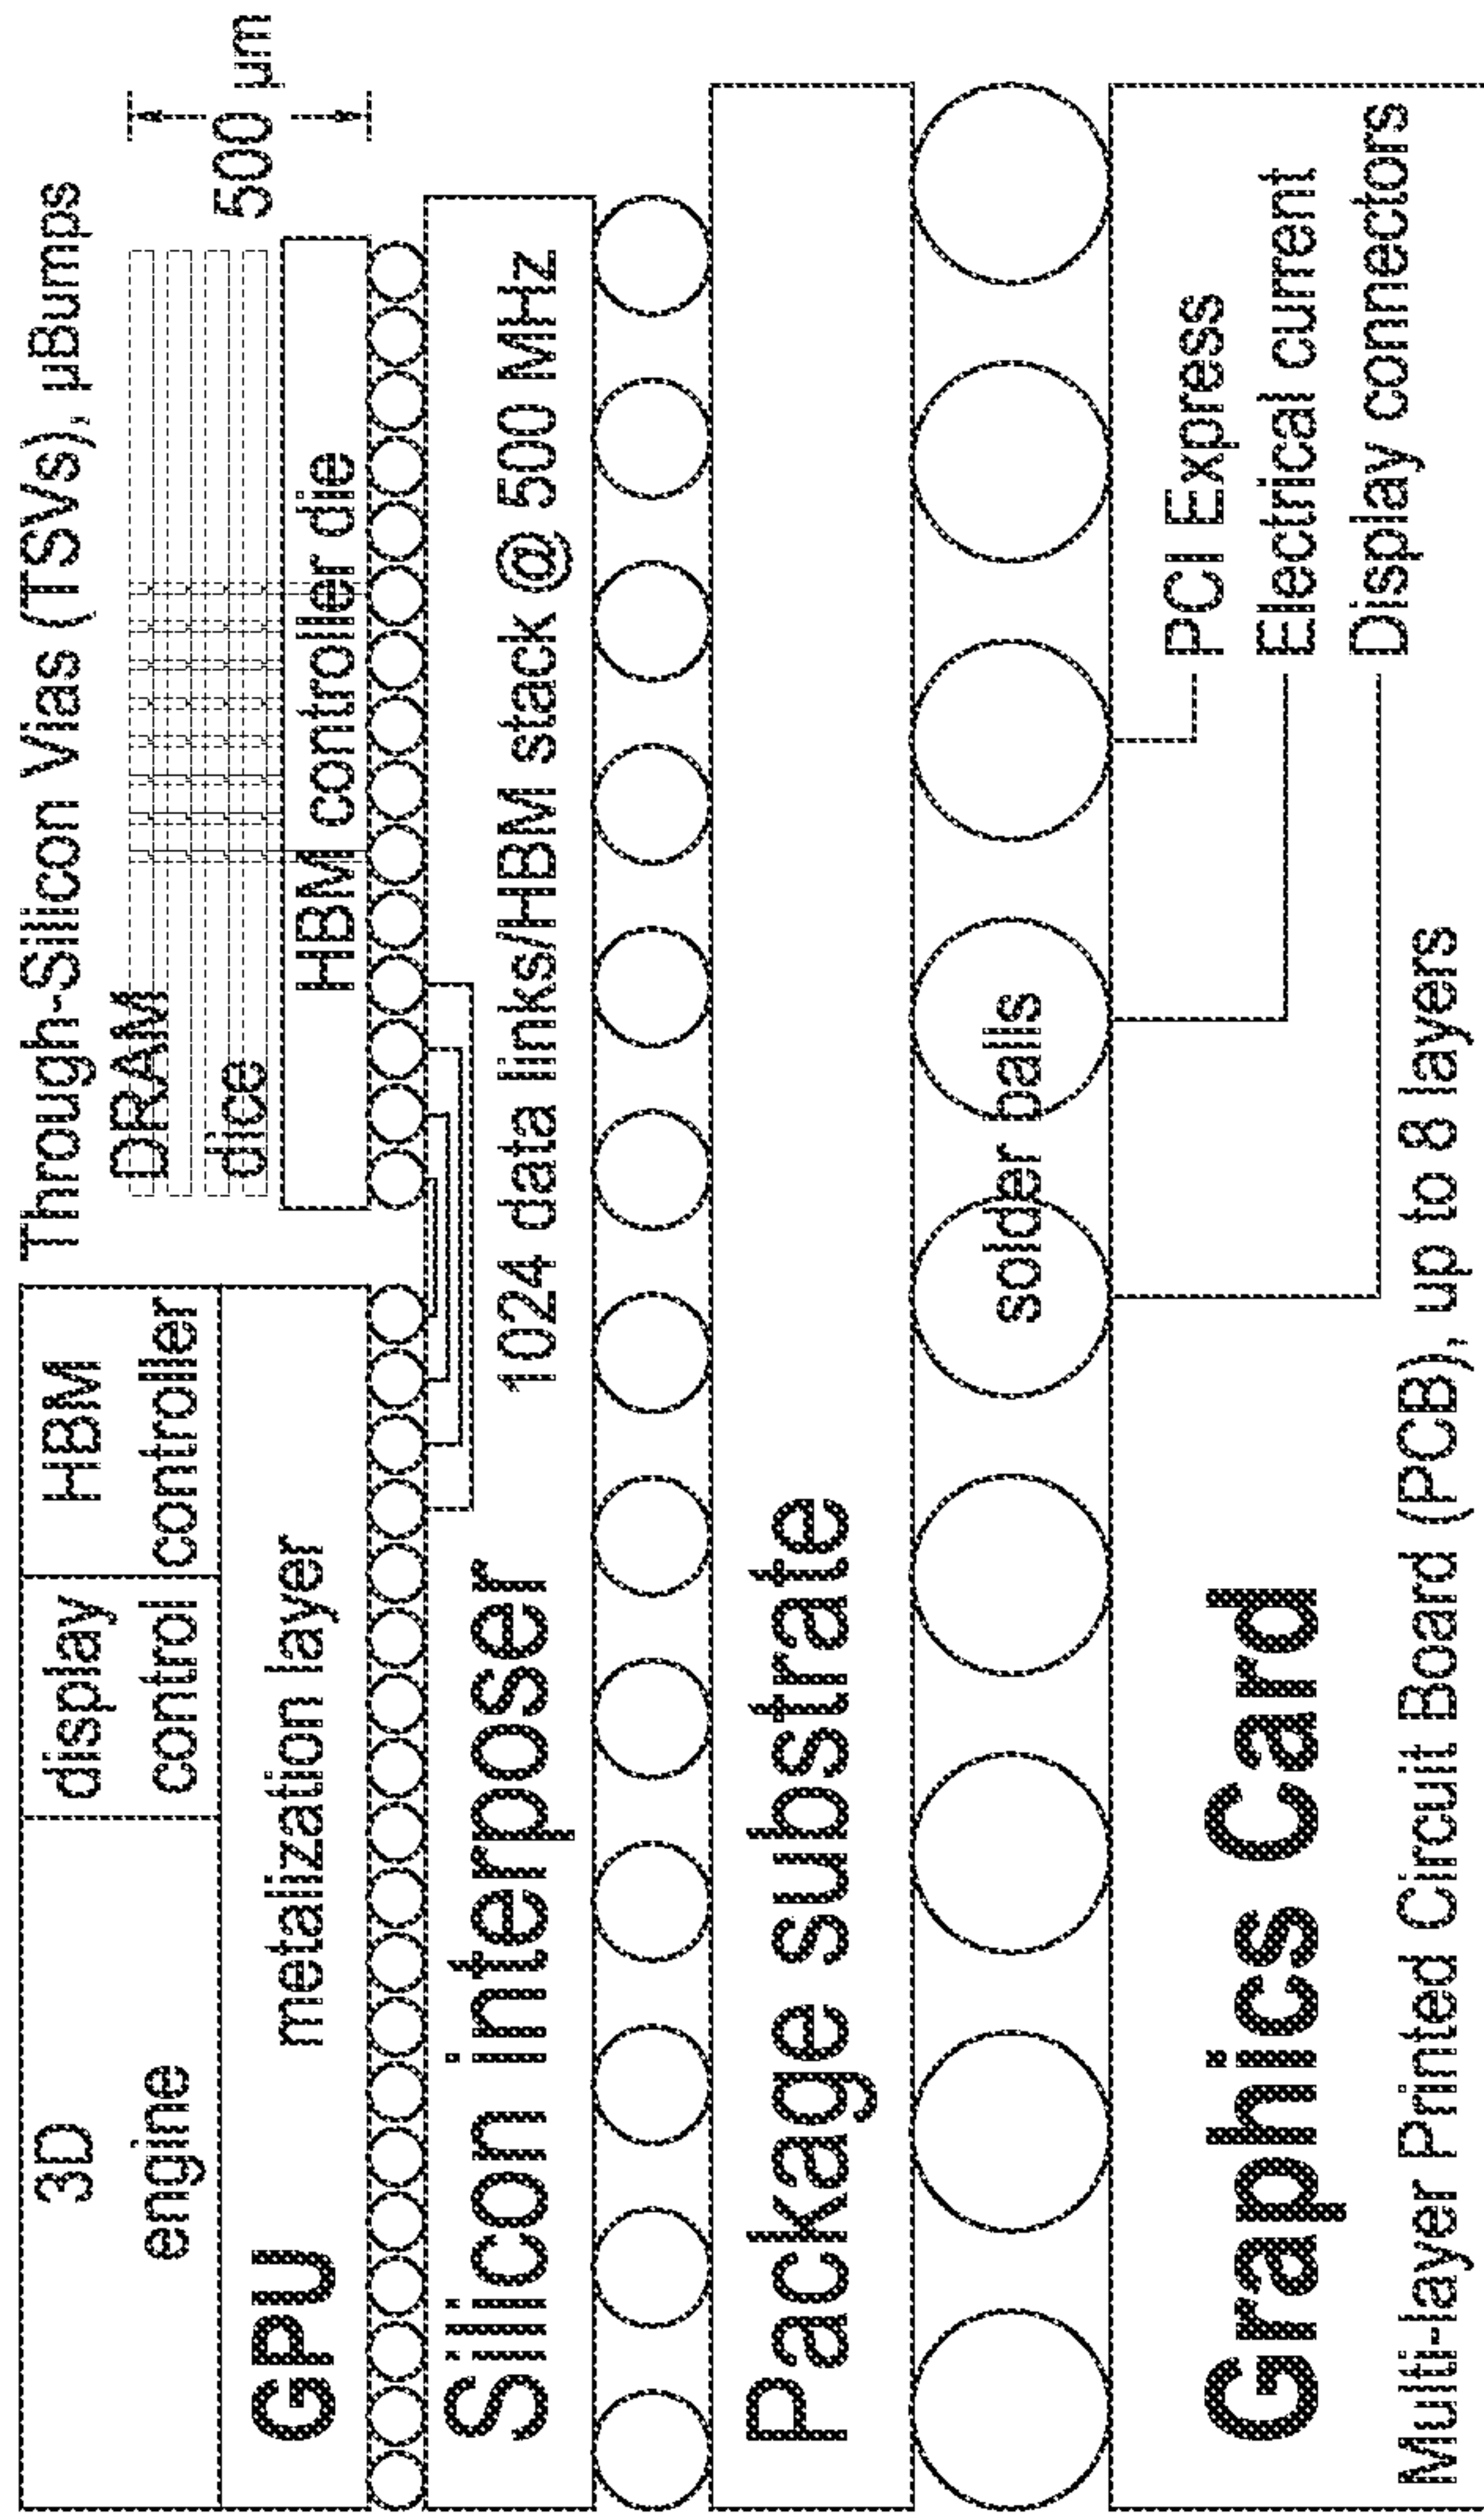 Through-Silicon Vias (TSVs), µBumps
3D
engine
display
control
HBM
controller
DRAM
dice
500 µm
GPU
metalization layer
HBM controller die
Silicon interposer
1024 data links/HBM stack @ 500 MHz
Package substrate
solder balls
Graphics Card
PCI Express
Electrical current
Display connectors
Multi-layer Printed Circuit Board (PCB), up to 8 layers